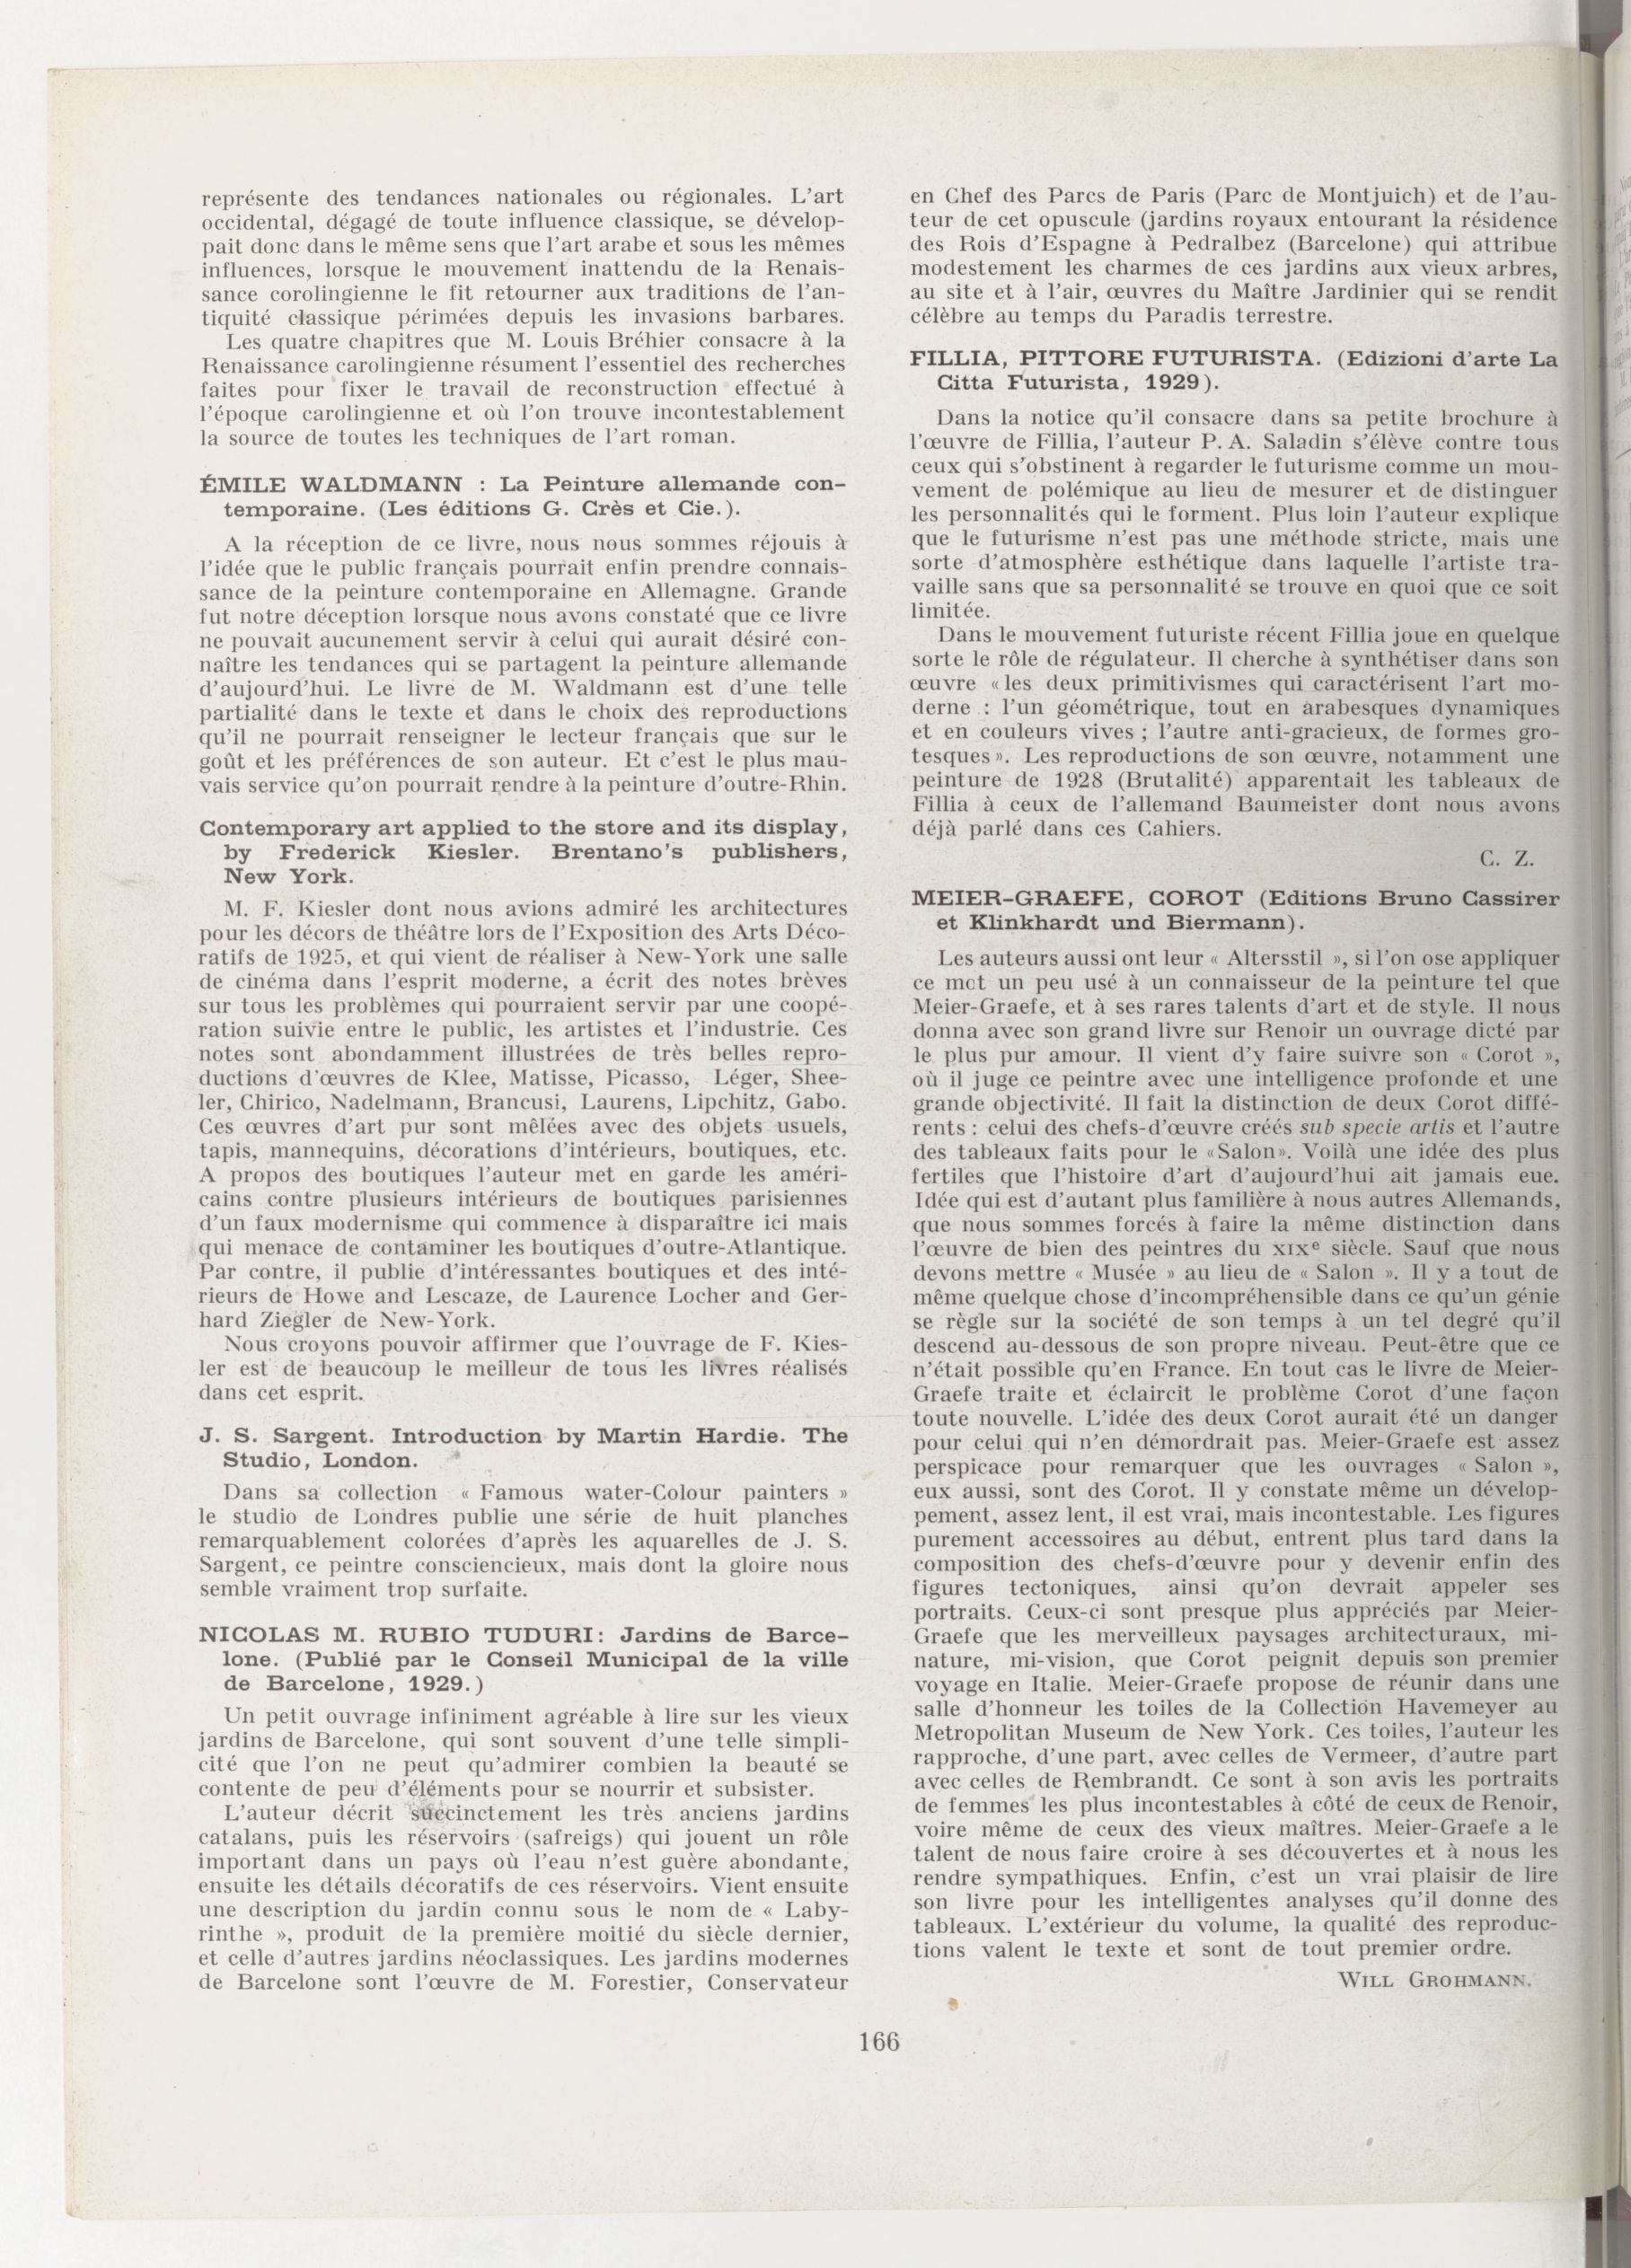 représente des tendances nationales ou régionales. L'art
occidental, dégagé de toute influence classique, se dévelop-
pait donc dans le même sens que l'art arabe et sous les mêmes
influences, lorsque le mouvement inattendu de la Renais-
sance corolingienne le fit retourner aux traditions de l'an-
tiquité classique périmées depuis les invasions barbares.
Les quatre chapitres que M. Louis Bréhier consacre à la
Renaissance carolingienne résument l'essentiel des recherches
faites pour fixer le travail de reconstruction effectué à
l'époque carolingienne et où l'on trouve incontestablement
la source de toutes les techniques de l'art roman.
ÉMILE WALDMANN : La Peinture allemande con-
temporaine. (Les éditions G. Crès et Cie.).
A la réception de ce livre, nous nous sommes réjouis à
l'idée que le public français pourrait enfin prendre connais-
sance de la peinture contemporaine en Allemagne. Grande
fut notre déception lorsque nous avons constaté que ce livre
ne pouvait aucunement servir à celui qui aurait désiré con-
naître les tendances qui se partagent la peinture allemande
d'aujourd'hui. Le livre de M. Waldmann est d'une telle
partialité dans le texte et dans le choix des reproductions
qu'il ne pourrait renseigner le lecteur français que sur le
goût et les préférences de son auteur. Et c'est le plus mau-
vais service qu'on pourrait rendre à la peinture d'outre-Rhin.
Contemporary art applied to the store and its display,
by Frederick Kiesler. Brentano's publishers,
New York.
M. F. Kiesler dont nous avions admiré les architectures
pour les décors de théâtre lors de l'Exposition des Arts Déco-
ratifs de 1925, et qui vient de réaliser à New-York une salle
de cinéma dans l'esprit moderne, a écrit des notes brèves
sur tous les problèmes qui pourraient servir par une coopé-
ration suivie entre le public, les artistes et l'industrie. Ces
notes sont abondamment illustrées de très belles repro-
ductions d'œuvres de Klee, Matisse, Picasso, Léger, Shee-
ler, Chirico, Nadelmann, Brancusi, Laurens, Lipchitz, Gabo.
Ces œuvres d'art pur sont mêlées avec des objets usuels,
tapis, mannequins, décorations d'intérieurs, boutiques, etc.
A propos des boutiques l'auteur met en garde les améri-
cains contre plusieurs intérieurs de boutiques parisiennes
d'un faux modernisme qui commence à disparaître ici mais
qui menace de contaminer les boutiques d'outre-Atlantique.
Par contre, il publie d'intéressantes boutiques et des inté-
rieurs de Howe and Lescaze, de Laurence Locher and Ger-
hard Ziegler de New-York.
Nous croyons pouvoir affirmer que l'ouvrage de F. Kies-
ler est de beaucoup le meilleur de tous les livres réalisés
dans cet esprit.
J. S. Sargent. Introduction by Martin Hardie. The
Studio, London.
Dans sa collection « Famous water-Colour painters »
le studio de Londres publie une série de huit planches
remarquablement colorées d'après les aquarelles de J. S.
Sargent, ce peintre consciencieux, mais dont la gloire nous
semble vraiment trop surfaite.
NICOLAS M. RUBIO TUDURI : Jardins de Barce-
lone. (Publié par le Conseil Municipal de la ville
de Barcelone, 1929.)
Un petit ouvrage infiniment agréable à lire sur les vieux
jardins de Barcelone, qui sont souvent d'une telle simpli-
cité que l'on ne peut qu'admirer combien la beauté se
contente de peu d'éléments pour se nourrir et subsister.
L'auteur décrit succinctement les très anciens jardins
catalans, puis les réservoirs (safreigs) qui jouent un rôle
important dans un pays où l'eau n'est guère abondante,
ensuite les détails décoratifs de ces réservoirs. Vient ensuite
une description du jardin connu sous le nom de « Laby-
rinthe », produit de la première moitié du siècle dernier,
et celle d'autres jardins néoclassiques. Les jardins modernes
de Barcelone sont l'œuvre de M. Forestier, Conservateur
en Chef des Parcs de Paris (Parc de Montjuich) et de l'au-
teur de cet opuscule (jardins royaux entourant la résidence
des Rois d'Espagne à Pedralbez (Barcelone) qui attribue
modestement les charmes de ces jardins aux vieux arbres,
au site et à l'air, œuvres du Maître Jardinier qui se rendit
célèbre au temps du Paradis terrestre.
FILLIA, PITTORE FUTURISTA. (Edizioni d'arte La
Citta Futurista, 1929).
Dans la notice qu'il consacre dans sa petite brochure à
l'œuvre de Fillia, l'auteur P. A. Saladin s'élève contre tous
ceux qui s'obstinent à regarder le futurisme comme un mou-
vement de polémique au lieu de mesurer et de distinguer
les personnalités qui le forment. Plus loin l'auteur explique
que le futurisme n'est pas une méthode stricte, mais une
sorte d'atmosphère esthétique dans laquelle l'artiste tra-
vaille sans que sa personnalité se trouve en quoi que ce soit
limitée.
Dans le mouvement futuriste récent Fillia joue en quelque
sorte le rôle de régulateur. Il cherche à synthétiser dans son
œuvre « les deux primitivismes qui caractérisent l'art mo-
derne : l'un géométrique, tout en arabesques dynamiques
et en couleurs vives ; l'autre anti-gracieux, de formes gro-
tesques ». Les reproductions de son œuvre, notamment une
peinture de 1928 (Brutalité) apparentait les tableaux de
Fillia à ceux de l'allemand Baumeister dont nous avons
déjà parlé dans ces Cahiers.
C. Z.
MEIER-GRAEFE, COROT (Editions Bruno Cassirer
et Klinkhardt und Biermann).
Les auteurs aussi ont leur « Altersstil », si l'on ose appliquer
ce mot un peu usé à un connaisseur de la peinture tel que
Meier-Graefe, et à ses rares talents d'art et de style. Il nous
donna avec son grand livre sur Renoir un ouvrage dicté par
le plus pur amour. Il vient d'y faire suivre son « Corot »,
où il juge ce peintre avec une intelligence profonde et une
grande objectivité. Il fait la distinction de deux Corot diffé-
rents : celui des chefs-d'œuvre créés sub specie artis et l'autre
des tableaux faits pour le «Salon». Voilà une idée des plus
fertiles que l'histoire d'art d'aujourd'hui ait jamais eue.
Idée qui est d'autant plus familière à nous autres Allemands,
que nous sommes forcés à faire la même distinction dans
l'œuvre de bien des peintres du XIXe siècle. Sauf que nous
devons mettre « Musée » au lieu de « Salon ». Il y a tout de
même quelque chose d'incompréhensible dans ce qu'un génie
se règle sur la société de son temps à un tel degré qu'il
descend au-dessous de son propre niveau. Peut-être que ce
n'était possible qu'en France. En tout cas le livre de Meier-
Graefe traite et éclaircit le problème Corot d'une façon
toute nouvelle. L'idée des deux Corot aurait été un danger
pour celui qui n'en démordrait pas. Meier-Graefe est assez
perspicace pour remarquer que les ouvrages « Salon »,
eux aussi, sont des Corot. Il y constate même un dévelop-
pement, assez lent, il est vrai, mais incontestable. Les figures
purement accessoires au début, entrent plus tard dans la
composition des chefs-d'œuvre pour y devenir enfin des
figures tectoniques, ainsi qu'on devrait appeler ses
portraits. Ceux-ci sont presque plus appréciés par Meier-
Graefe que les merveilleux paysages architecturaux, mi-
nature, mi-vision, que Corot peignit depuis son premier
voyage en Italie. Meier-Graefe propose de réunir dans une
salle d'honneur les toiles de la Collection Havemeyer au
Metropolitan Museum de New York. Ces toiles, l'auteur les
rapproche, d'une part, avec celles de Vermeer, d'autre part
avec celles de Rembrandt. Ce sont à son avis les portraits
de femmes les plus incontestables à côté de ceux de Renoir,
voire même de ceux des vieux maîtres. Meier-Graefe a le
talent de nous faire croire à ses découvertes et à nous les
rendre sympathiques. Enfin, c'est un vrai plaisir de lire
son livre pour les intelligentes analyses qu'il donne des
tableaux. L'extérieur du volume, la qualité des reproduc-
tions valent le texte et sont de tout premier ordre.
WILL GROHMANN.
166